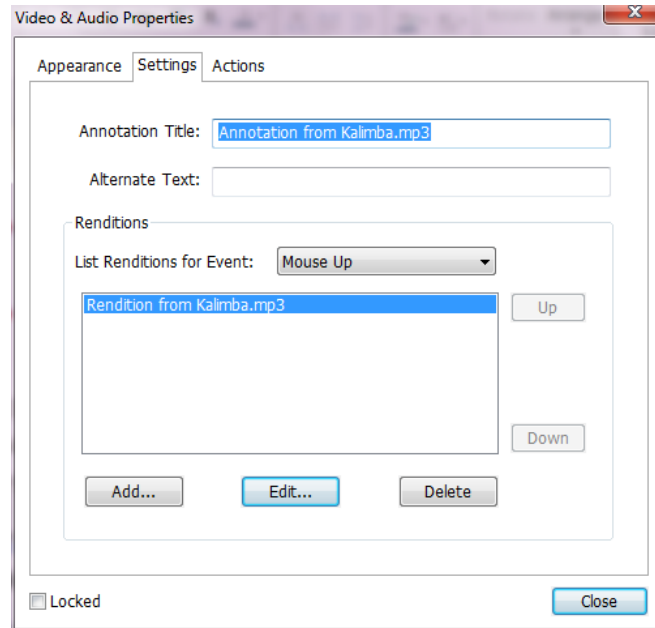 Video & Audio Properties
Appearance Settings Actions
Annotation Title: Annotation from Kalimba.mp3
Alternate Text:
Renditions
List Renditions for Event: Mouse Up
Rendition from Kalimba.mp3
Up
Down
Add... Edit... Delete
Locked Close